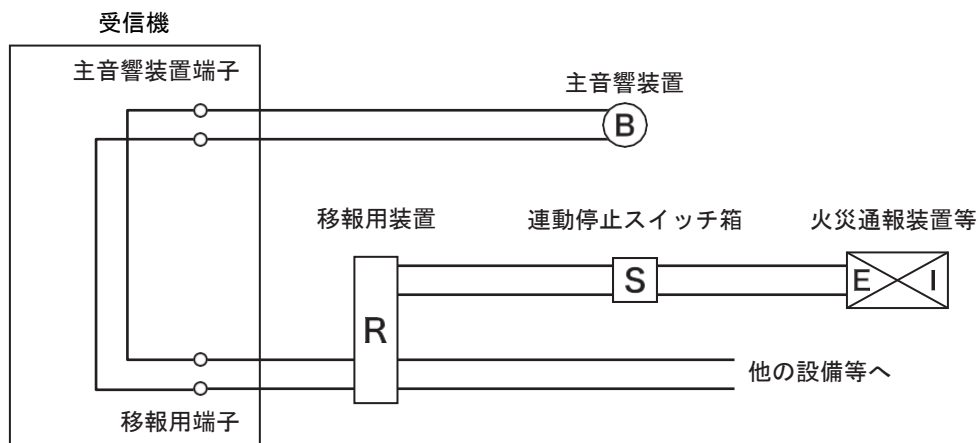 受信機
主音響装置端子
主音響装置
B
移報用装置
連動停止スイッチ箱
火災通報装置等
S
E I
R
他の設備等へ
移報用端子